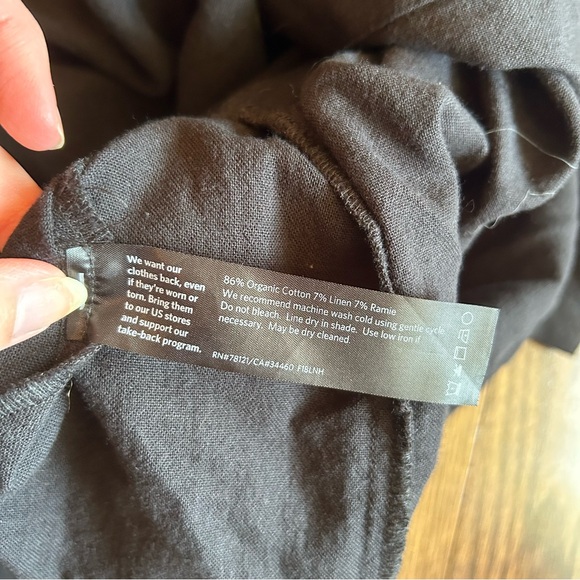 We want our
clothes back, even
if they're worn or
torn. Bring them
to our US stores
and support our
take-back program.
86% Organic Cotton 7% Linen 7% Ramie
We recommend machine wash cold using gentle cycle.
Do not bleach. Line dry in shade. Use low iron if
necessary. May be dry cleaned
RN#78121/CA#34460 F18LNH